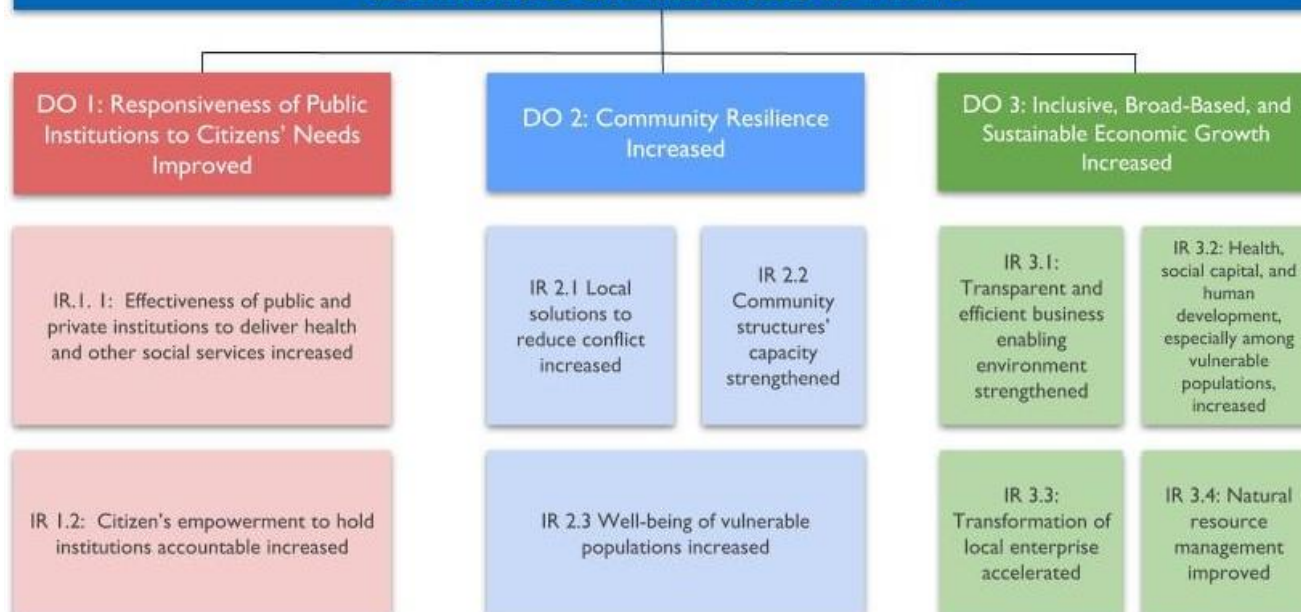 DO 1: Responsiveness of Public
Institutions to Citizens' Needs
Improved
DO 2: Community Resilience
Increased
DO 3: Inclusive, Broad-Based, and
Sustainable Economic Growth
Increased
IR.1. 1: Effectiveness of public and
private institutions to deliver health
and other social services increased
IR 2.1 Local
solutions to
reduce conflict
increased
IR 2.2
Community
structures'
capacity
strengthened
IR 3.1:
Transparent and
efficient business
enabling
environment
strengthened
IR 3.2: Health,
social capital, and
human
development,
especially among
vulnerable
populations,
increased
IR 1.2: Citizen's empowerment to hold
institutions accountable increased
IR 2.3 Well-being of vulnerable
populations increased
IR 3.3:
Transformation of
local enterprise
accelerated
IR 3.4: Natural
resource
management
improved